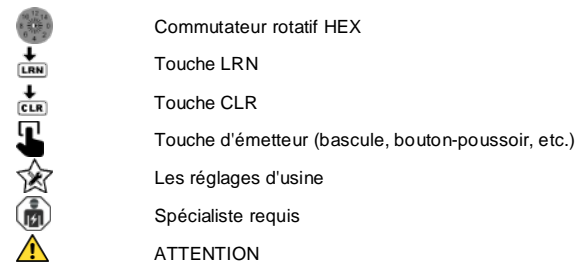 Commutateur rotatif HEX
LRN
Touche LRN
CLR
Touche CLR
Touche d'émetteur (bascule, bouton-poussoir, etc.)
Les réglages d'usine
Spécialiste requis
ATTENTION